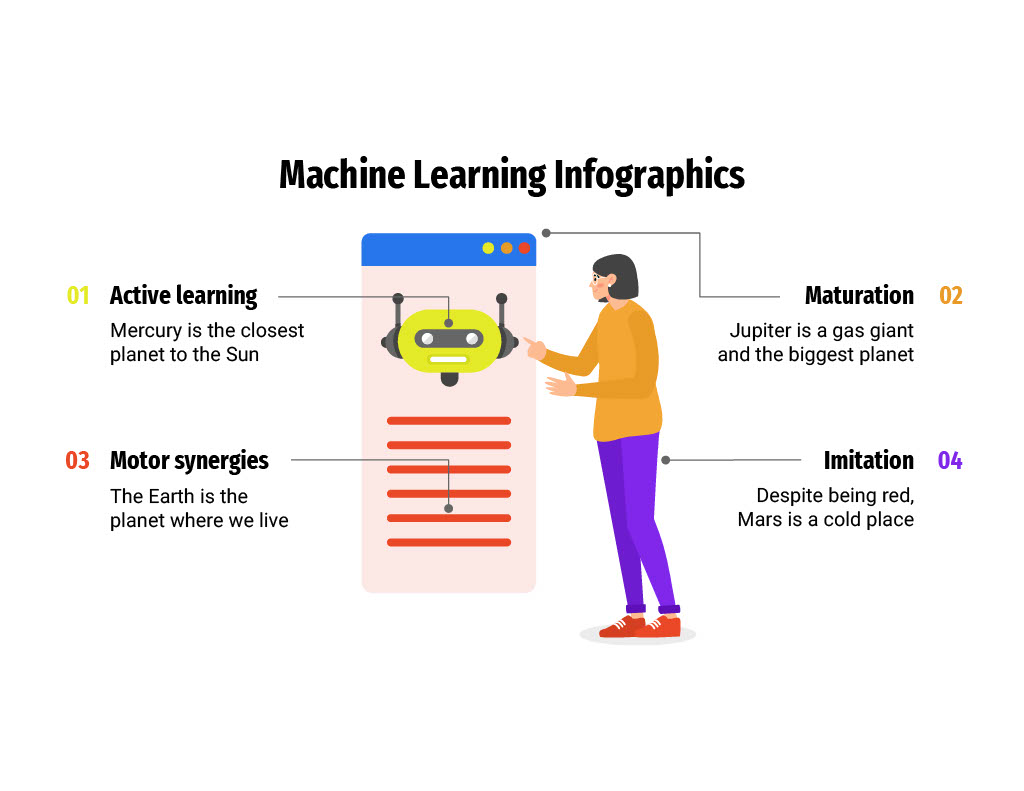 Machine Learning Infographics
01 Active learning
Mercury is the closest
planet to the Sun
Maturation 02
Jupiter is a gas giant
and the biggest planet
03 Motor synergies
The Earth is the
planet where we live
Imitation 04
Despite being red,
Mars is a cold place